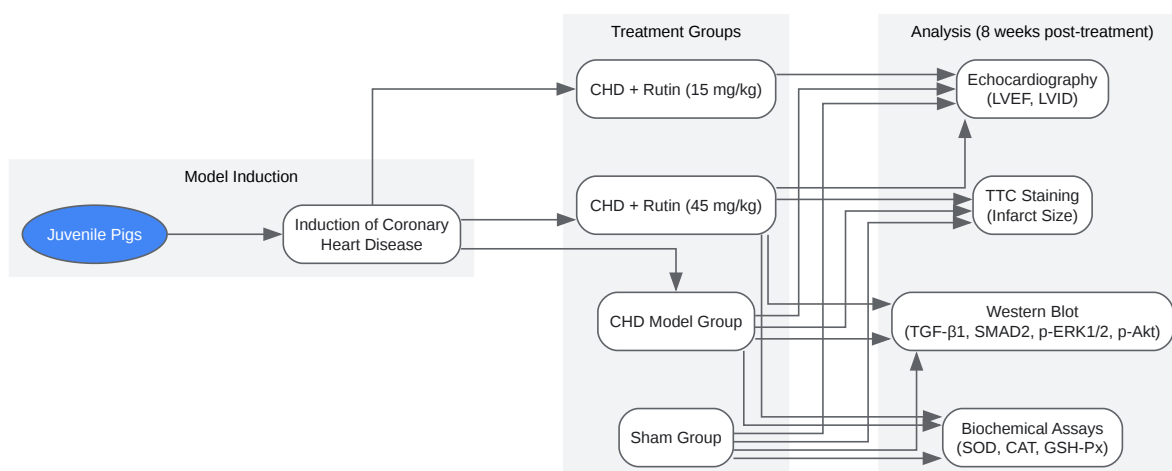 Treatment Groups
Analysis (8 weeks post-treatment)
CHD + Rutin (15 mg/kg)
Echocardiography
(LVEF, LVID)
Model Induction
Juvenile Pigs
Induction of Coronary
Heart Disease
CHD + Rutin (45 mg/kg)
TTC Staining
(Infarct Size)
CHD Model Group
Western Blot
(TGF-β1, SMAD2, p-ERK1/2, p-Akt)
Sham Group
Biochemical Assays
(SOD, CAT, GSH-Px)